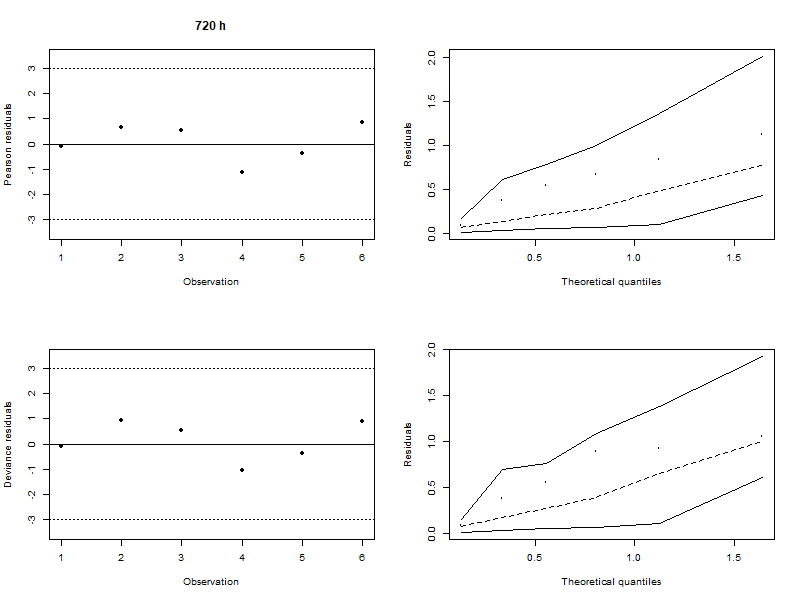 720 h
Pearson residuals
3
2
1
0
-1
-2
-3
1 2 3 4 5 6
Observation
Residuals
2.0
1.5
1.0
0.5
0.0
0.5 1.0 1.5
Theoretical quantiles
Deviance residuals
3
2
1
0
-1
-2
-3
1 2 3 4 5 6
Observation
Residuals
2.0
1.5
1.0
0.5
0.0
0.5 1.0 1.5
Theoretical quantiles